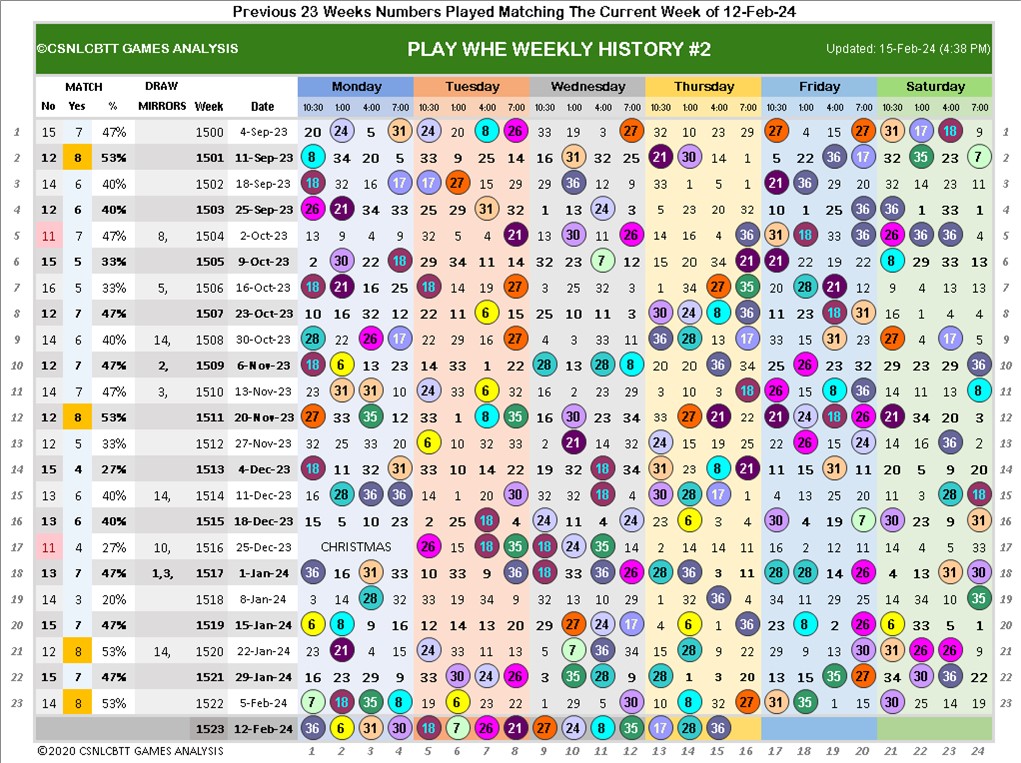 Previous 23 Weeks Numbers Played Matching The Current Week of 12-Feb-24
©CSNLCBTT GAMES ANALYSIS PLAY WHE WEEKLY HISTORY #2 Updated: 15-Feb-24 (4:38 PM)
MATCH DRAW Monday Tuesday Wednesday Thursday Friday Saturday
No Yes % MIRRORS Week Date 10:30 1:00 4:00 7:00 10:30 1:00 4:00 7:00 10:30 1:00 4:00 7:00 10:30 1:00 4:00 7:00 10:30 1:00 4:00 7:00 10:30 1:00 4:00 7:00
1 15 7 47% 1500 4-Sep-23 20 24 5 31 24 20 8 26 33 19 3 27 32 10 23 29 27 4 15 27 31 17 18 9 1
2 12 8 53% 1501 11-Sep-23 8 34 20 5 33 9 25 14 16 31 32 25 21 30 14 1 5 22 36 17 32 35 23 7 2
3 14 6 40% 1502 18-Sep-23 18 32 16 17 17 27 15 29 29 36 12 9 33 1 5 1 21 36 29 20 32 14 23 11 3
4 12 6 40% 1503 25-Sep-23 26 21 34 33 25 29 31 32 1 13 24 3 5 23 20 32 10 1 25 36 36 1 33 1 4
5 11 7 47% 8, 1504 2-Oct-23 13 9 4 9 32 5 4 21 13 30 11 26 14 16 4 36 31 18 33 36 26 36 36 4 5
6 15 5 33% 1505 9-Oct-23 2 30 22 18 29 34 11 14 32 23 7 12 15 20 34 21 21 22 19 22 8 29 33 13 6
7 16 5 33% 5, 1506 16-Oct-23 18 21 16 25 18 14 19 27 3 25 32 3 1 34 27 35 20 28 21 12 9 4 13 13 7
8 12 7 47% 1507 23-Oct-23 10 16 32 12 22 11 6 15 25 10 11 3 30 24 8 36 11 23 18 31 16 1 4 4 8
9 14 6 40% 14, 1508 30-Oct-23 28 22 26 17 22 29 16 27 4 3 33 11 36 28 13 17 33 15 31 29 27 4 17 5 9
10 12 7 47% 2, 1509 6-Nov-23 18 6 13 23 14 33 1 22 28 13 28 8 20 20 36 34 25 26 23 32 29 23 29 36 10
11 14 7 47% 3, 1510 13-Nov-23 23 31 31 10 24 33 6 11 16 2 23 29 9 2 3 18 26 15 8 36 11 23 14 8 11
12 12 8 53% 1511 20-Nov-23 27 33 35 12 33 1 8 35 16 30 23 34 33 27 21 22 21 24 18 26 21 34 20 3 12
13 12 5 33% 1512 27-Nov-23 32 25 33 20 6 10 32 33 2 21 14 32 24 15 19 25 22 26 15 24 14 16 36 2 13
14 15 4 27% 1513 4-Dec-23 18 11 32 31 33 10 14 22 19 32 18 34 31 23 8 21 11 15 31 11 20 5 9 20 14
15 13 6 40% 14, 1514 11-Dec-23 16 28 36 36 14 1 20 30 32 32 18 4 30 28 17 1 4 13 25 20 11 3 28 18 15
16 13 6 40% 1515 18-Dec-23 15 5 10 23 2 25 18 4 24 11 4 24 23 6 3 4 30 4 19 7 30 23 9 31 16
17 11 4 27% 10, 1516 25-Dec-23 CHRISTMAS 26 15 18 35 18 24 35 14 2 14 14 11 16 2 12 11 14 4 5 33 17
18 13 7 47% 1,3, 1517 1-Jan-24 36 16 31 33 10 33 9 36 18 33 36 26 28 36 3 11 28 28 14 26 4 13 31 30 18
19 14 3 20% 1518 8-Jan-24 3 14 28 32 33 19 34 9 32 13 10 29 1 32 36 4 34 11 29 25 14 29 19 35 19
20 15 7 47% 1519 15-Jan-24 6 8 9 16 12 14 13 20 29 27 24 17 4 6 1 36 23 8 2 26 6 33 5 1 20
21 12 8 53% 1520 22-Jan-24 23 21 4 15 24 33 11 13 5 7 36 34 15 28 9 22 29 9 13 30 31 26 26 11 21
22 15 7 47% 1521 29-Jan-24 16 23 29 9 33 30 24 26 3 35 28 9 28 1 3 20 13 15 35 27 34 30 36 22 22
23 14 8 53% 1522 5-Feb-24 7 18 35 8 15 6 2 23 1 29 5 30 10 8 32 27 31 35 1 15 30 25 14 19 23
1523 12-Feb-24 36 6 31 30 18 7 26 21 27 24 8 35 17 28 36
©2020 CSNLCBTT GAMES ANALYSIS 1 2 3 4 5 6 7 8 9 10 11 12 13 14 15 16 17 18 19 20 21 22 23 24